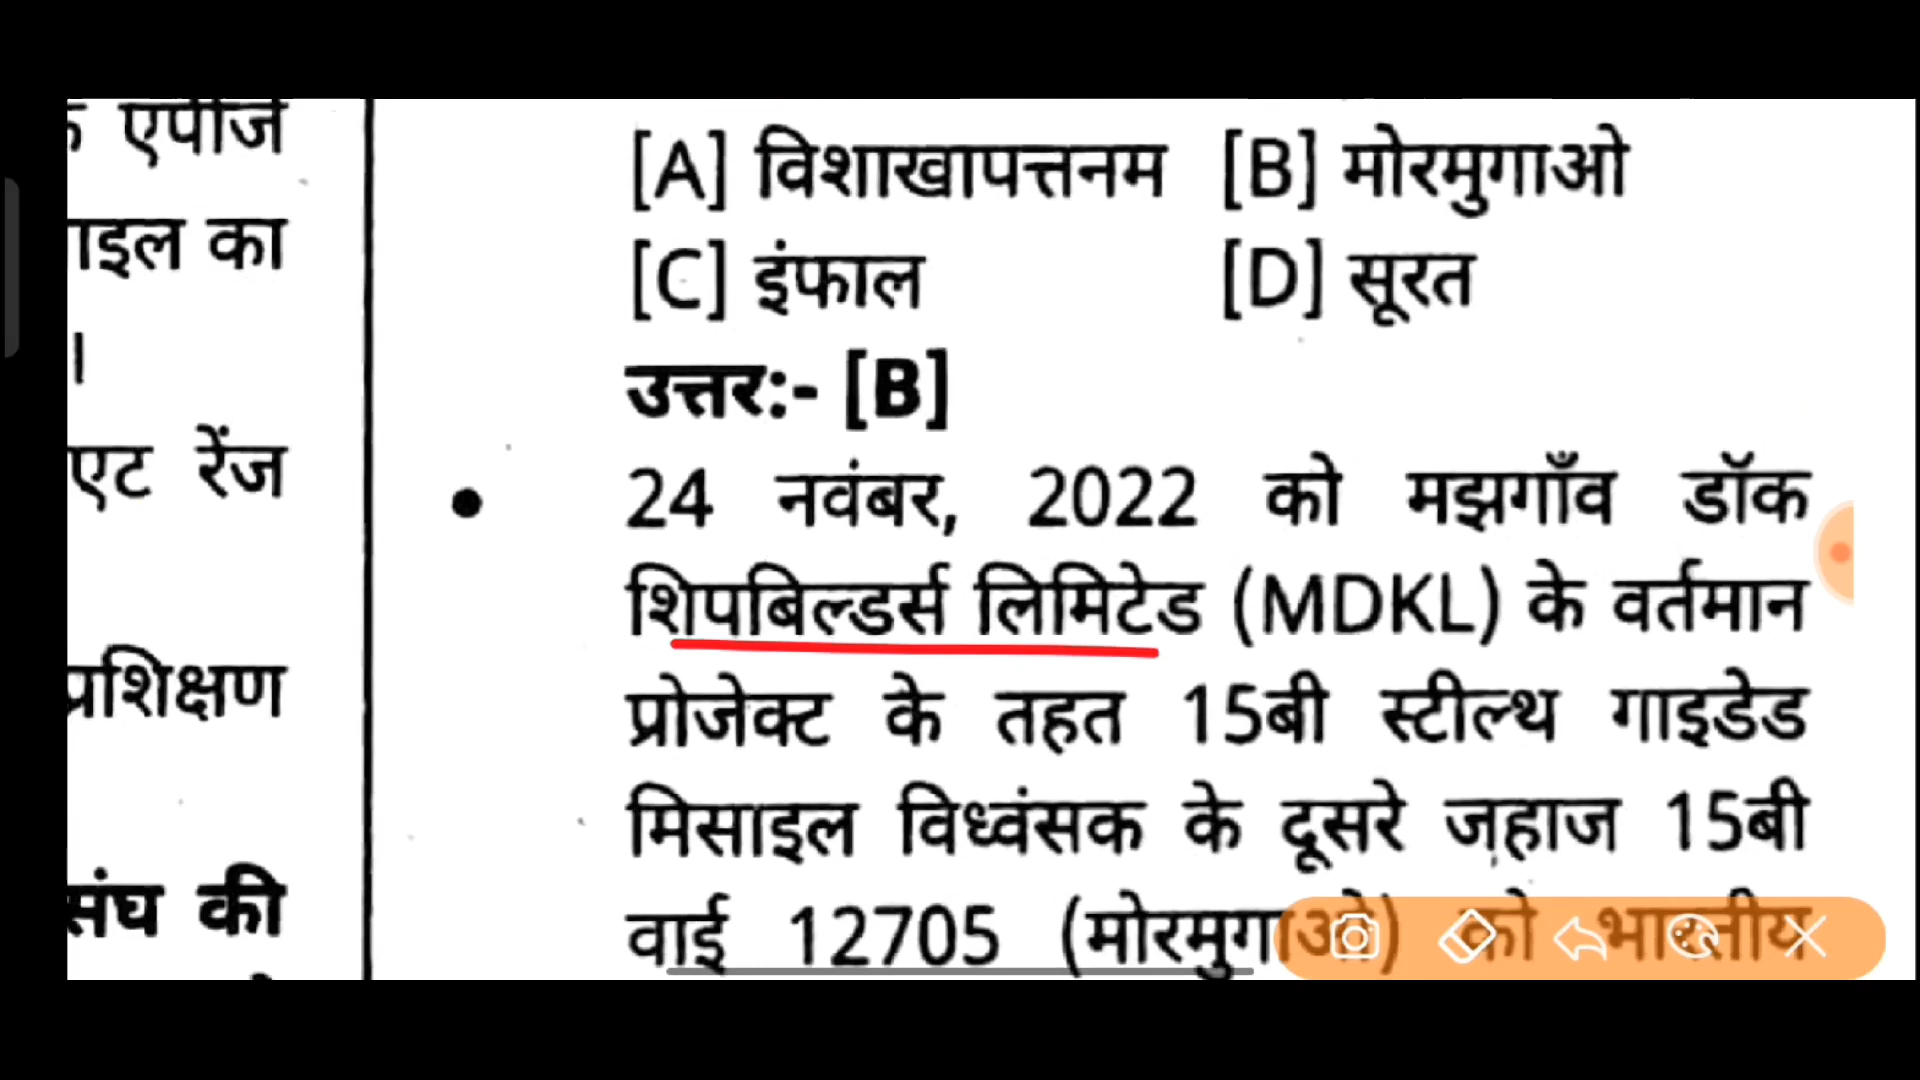 एपीजे
ाइल का
।
एट रेंज
प्रशिक्षण
संघ की
[A] विशाखापत्तनम [B] मोरमुगाओ
[C] इंफाल [D] सूरत
उत्तर:- [B]
• 24 नवंबर, 2022 को मझगाँव डॉक
शिपबिल्डर्स लिमिटेड (MDKL) के वर्तमान
प्रोजेक्ट के तहत 15बी स्टील्थ गाइडेड
मिसाइल विध्वंसक के दूसरे जहाज 15बी
वाई 12705 (मोरमुगाओ) को भारतीय